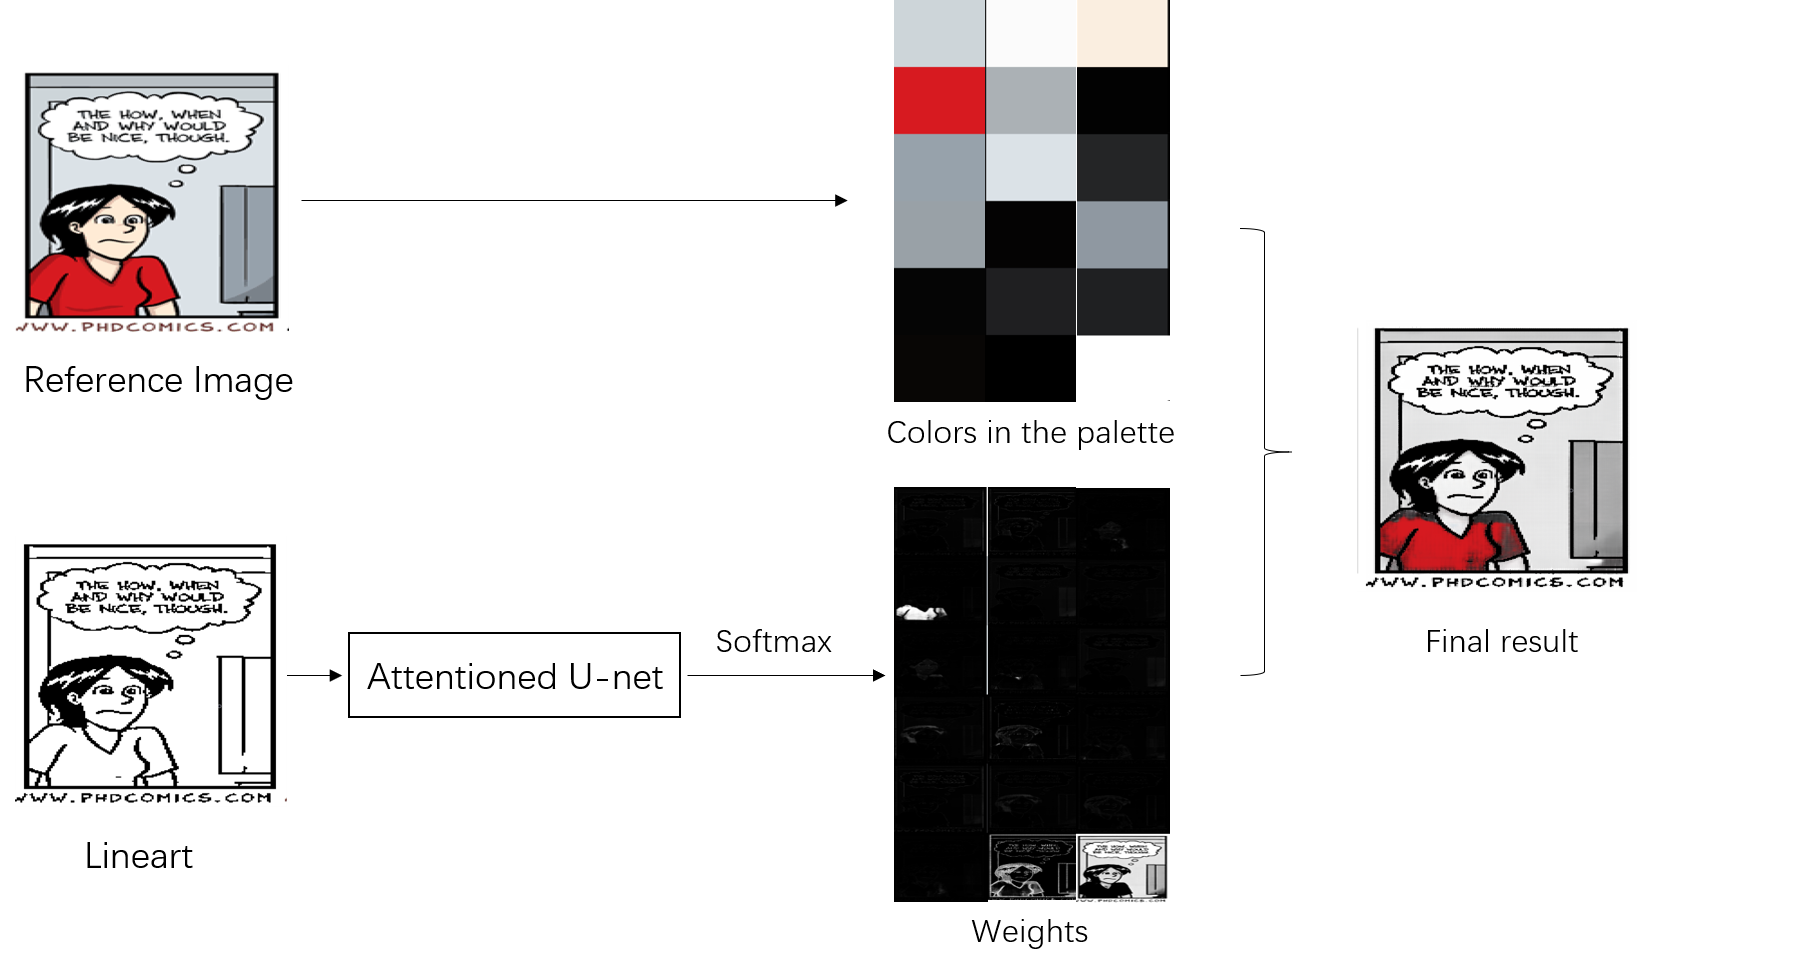 THE HOW, WHEN
AND WHY WOULD
BE NICE, THOUGH.
WWW.PHDCOMICS.COM
Reference Image
Colors in the palette
THE HOW, WHEN
AND WHY WOULD
BE NICE, THOUGH.
WWW.PHDCOMICS.COM
Lineart
Attentioned U-net
Softmax
Weights
THE HOW, WHEN
AND WHY WOULD
BE NICE, THOUGH.
WWW.PHDCOMICS.COM
Final result